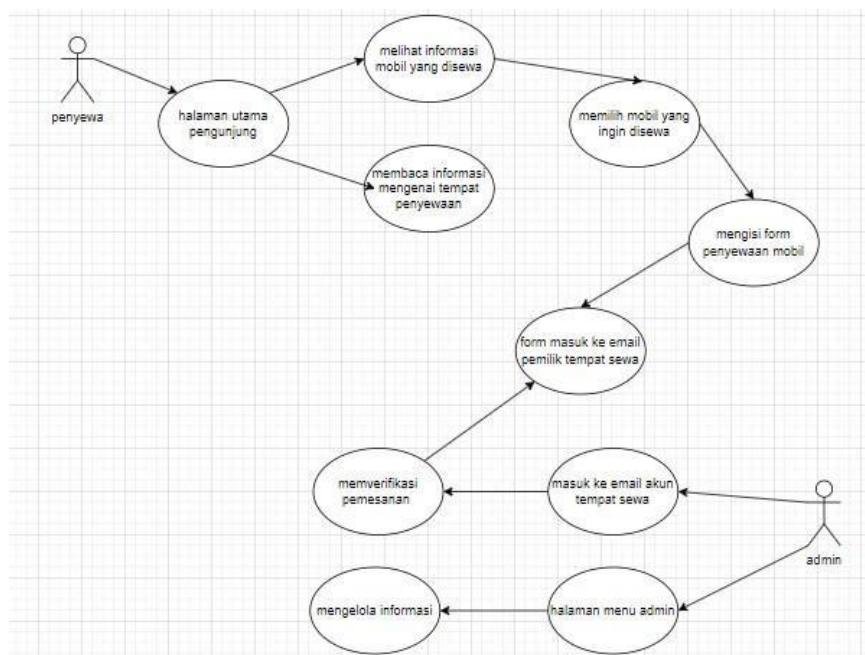 penyewa
halaman utama
pengunjung
melihat informasi
mobil yang disewa
membaca informasi
mengenai tempat
penyewaan
memilih mobil yang
ingin disewa
mengisi form
penyewaan mobil
form masuk ke email
pemilik tempat sewa
memverifikasi
pemesanan
masuk ke email akun
tempat sewa
admin
mengelola informasi
halaman menu admin